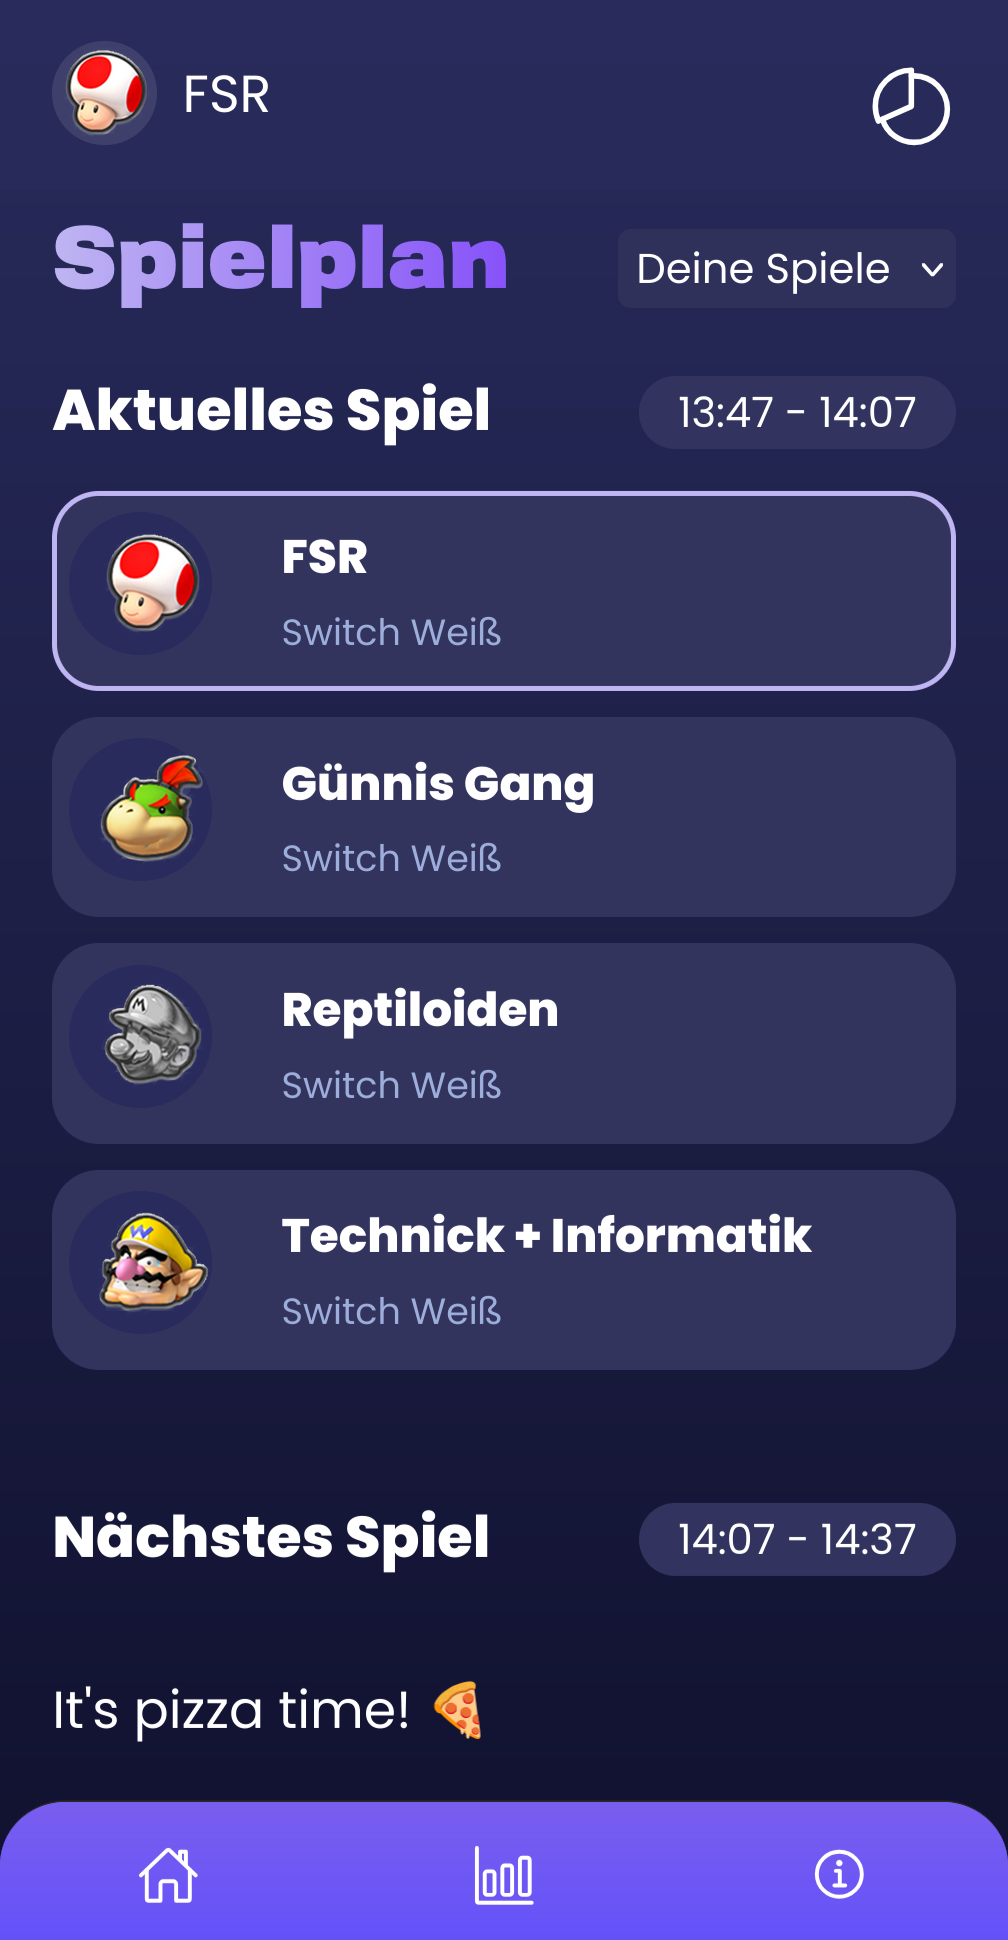 FSR
Spielplan
Deine Spiele
Aktuelles Spiel
13:47 - 14:07
FSR
Switch Weiß
Günnis Gang
Switch Weiß
Reptiloiden
Switch Weiß
Technick + Informatik
Switch Weiß
Nächstes Spiel
14:07 - 14:37
It's pizza time! 🍕